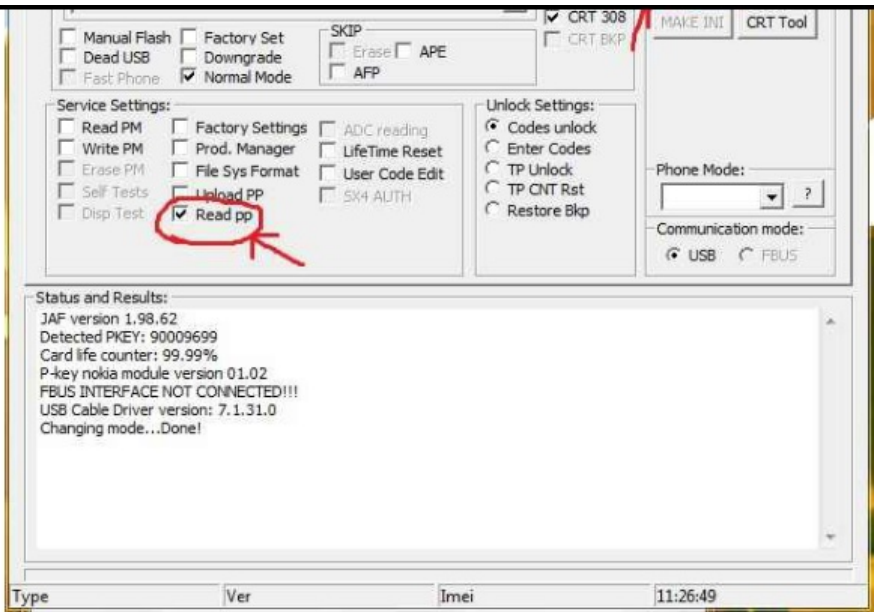 CRT 308
MAKE INI
CRT Tool
Manual Flash
Factory Set
SKIP
CRT BKP
Dead USB
Downgrade
Erase
APE
Fast Phone
Normal Mode
AFP
Service Settings:
Unlock Settings:
Read PM
Factory Settings
ADC reading
Codes unlock
Write PM
Prod. Manager
LifeTime Reset
Enter Codes
Erase PM
File Sys Format
User Code Edit
TP Unlock
Phone Mode:
Self Tests
Upload PP
SX4 AUTH
TP CNT Rst
?
Disp Test
Read pp
Restore Bkp
Communication mode:
USB
FBUS
Status and Results:
JAF version 1.98.62
Detected PKEY: 90009699
Card life counter: 99.99%
P-key nokia module version 01.02
FBUS INTERFACE NOT CONNECTED!!!
USB Cable Driver version: 7.1.31.0
Changing mode...Done!
Type
Ver
Imei
11:26:49